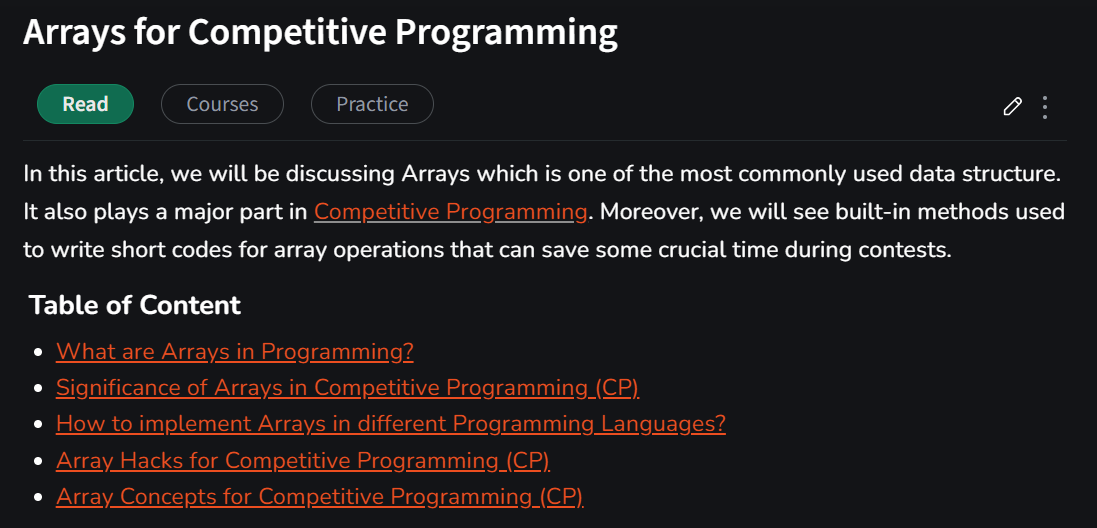 Arrays for Competitive Programming
Read
Courses
Practice
In this article, we will be discussing Arrays which is one of the most commonly used data structure.
It also plays a major part in Competitive Programming. Moreover, we will see built-in methods used
to write short codes for array operations that can save some crucial time during contests.
Table of Content
What are Arrays in Programming?
Significance of Arrays in Competitive Programming (CP)
How to implement Arrays in different Programming Languages?
Array Hacks for Competitive Programming (CP)
Array Concepts for Competitive Programming (CP)